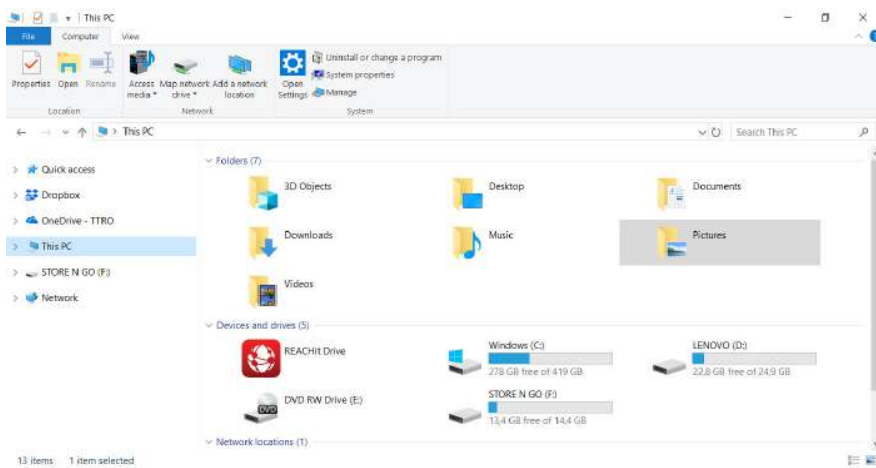 This PC
File Computer View
Properties Open Rename Access media Map network drive Add a network location Open Settings
Uninstall or change a program
System properties
Manage
Location Network System
This PC
Search This PC
Quick access
Dropbox
OneDrive - TTRO
This PC
STORE N GO (F:)
Network
Folders (7)
3D Objects Desktop Documents
Downloads Music Pictures
Videos
Devices and drives (5)
REACHit Drive
Windows (C:)
278 GB free of 419 GB
LENOVO (D:)
22,8 GB free of 24,9 GB
DVD RW Drive (E:)
DVD
STORE N GO (F:)
13,4 GB free of 14,4 GB
Network locations (1)
13 items 1 item selected